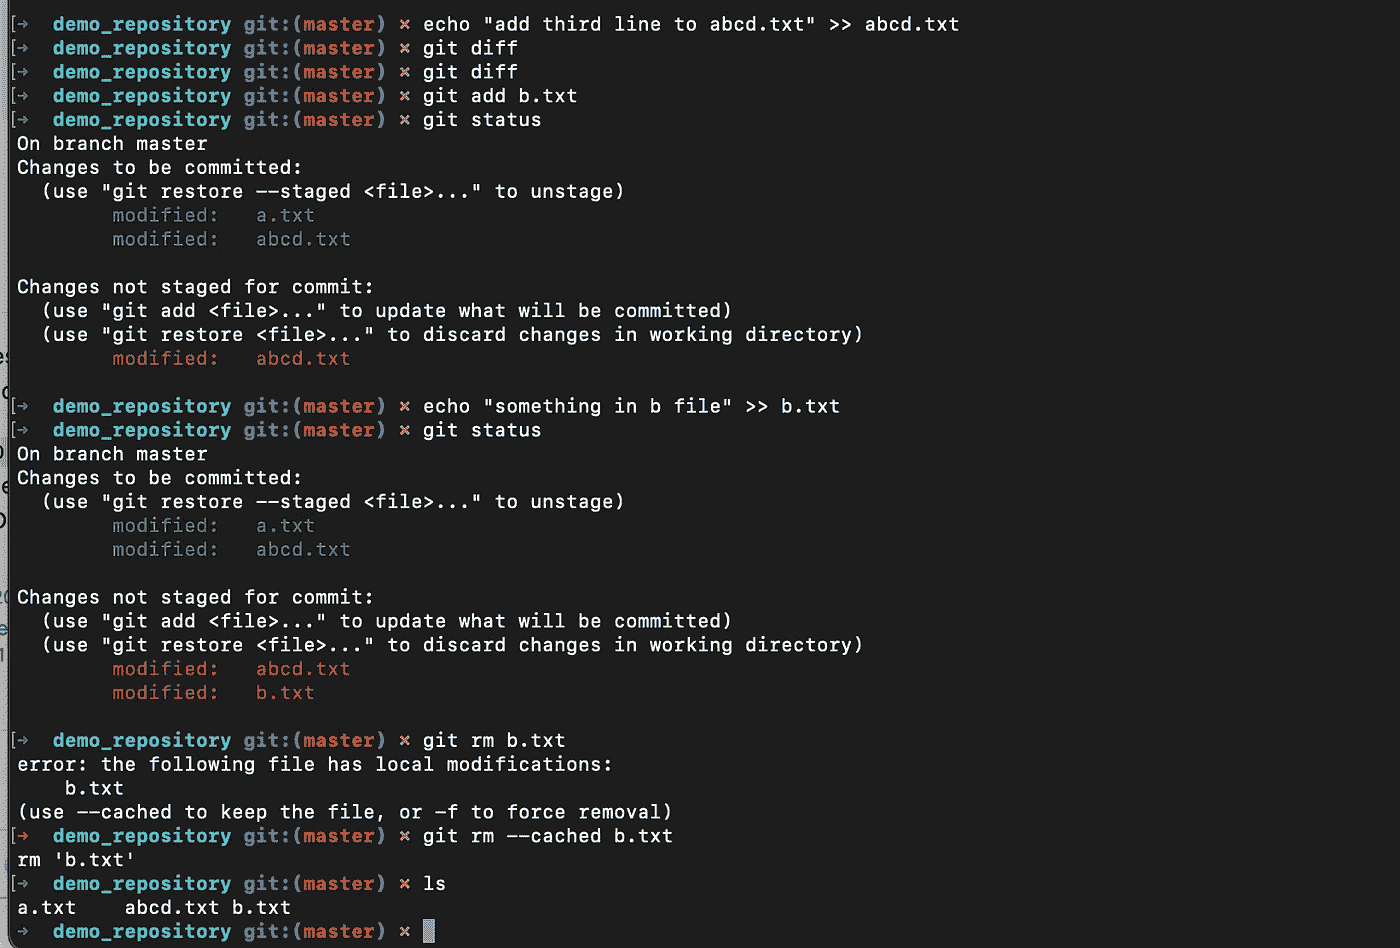 [→ demo_repository git:(master) × echo "add third line to abcd.txt" >> abcd.txt
[→ demo_repository git:(master) × git diff
[→ demo_repository git:(master) × git diff
[→ demo_repository git:(master) × git add b.txt
[→ demo_repository git:(master) × git status
On branch master
Changes to be committed:
  (use "git restore --staged <file>..." to unstage)
        modified:   a.txt
        modified:   abcd.txt

Changes not staged for commit:
  (use "git add <file>..." to update what will be committed)
  (use "git restore <file>..." to discard changes in working directory)
        modified:   abcd.txt

[→ demo_repository git:(master) × echo "something in b file" >> b.txt
[→ demo_repository git:(master) × git status
On branch master
Changes to be committed:
  (use "git restore --staged <file>..." to unstage)
        modified:   a.txt
        modified:   abcd.txt

Changes not staged for commit:
  (use "git add <file>..." to update what will be committed)
  (use "git restore <file>..." to discard changes in working directory)
        modified:   abcd.txt
        modified:   b.txt

[→ demo_repository git:(master) × git rm b.txt
error: the following file has local modifications:
    b.txt
(use --cached to keep the file, or -f to force removal)
[→ demo_repository git:(master) × git rm --cached b.txt
rm 'b.txt'
[→ demo_repository git:(master) × ls
a.txt    abcd.txt b.txt
→ demo_repository git:(master) ×